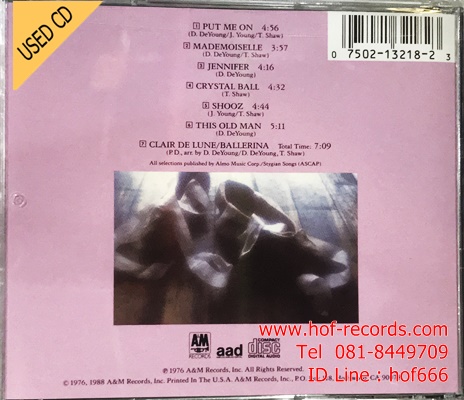 USED CD
1 PUT ME ON 4:56
(D. DeYoung/J. Young/T. Shaw)
2 MADEMOISELLE 3:57
(D. DeYoung/T. Shaw)
3 JENNIFER 4:16
(D. DeYoung)
4 CRYSTAL BALL 4:32
(T. Shaw)
5 SHOOZ 4:44
(J. Young/T. Shaw)
6 THIS OLD MAN 5:11
(D. DeYoung)
7 CLAIR DE LUNE/BALLERINA Total Time: 7:09
(P.D., arr. by D. DeYoung/D. DeYoung, T. Shaw)
All selections published by Almo Music Corp./Stygian Songs (ASCAP)
0 7502-13218-2 3
www.hof-records.com
Tel 081-8449709
ID Line : hof666
A&M RECORDS
aad
COMPACT disc DIGITAL AUDIO
℗ 1976 A&M Records, Inc. All Rights Reserved.
© 1976, 1988 A&M Records, Inc. Printed In The U.S.A. A&M Records, Inc., P.O. CA,